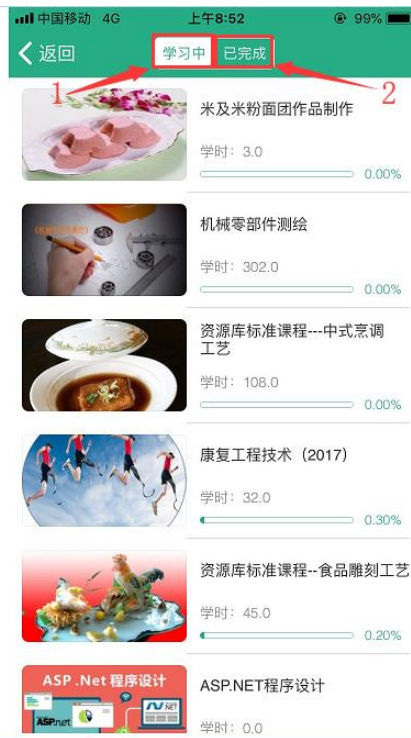 中国移动 4G 上午8:52 99%
返回 学习中 已完成
1 2
米及米粉面团作品制作
学时：3.0
0.00%
机械零部件测绘
学时：302.0
0.00%
资源库标准课程---中式烹调
工艺
学时：108.0
0.00%
康复工程技术（2017）
学时：32.0
0.30%
资源库标准课程--食品雕刻工艺
学时：45.0
0.20%
ASP .Net 程序设计
ASP.NET程序设计
ASP.net
.NET
学时：0.0